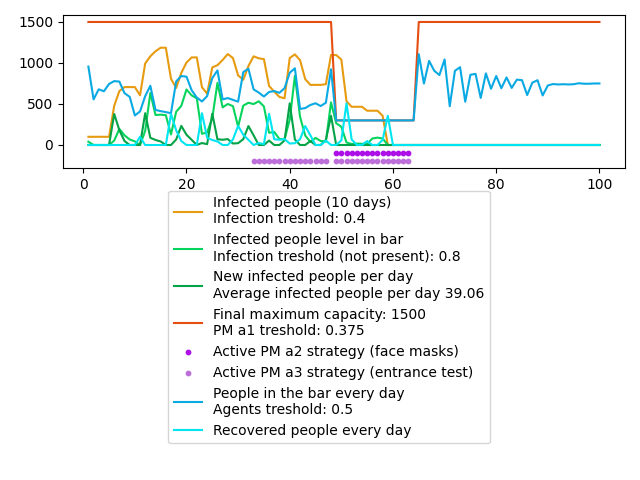 1500
1000
500
0
0 20 40 60 80 100
Infected people (10 days)
Infection treshold: 0.4
Infected people level in bar
Infection treshold (not present): 0.8
New infected people per day
Average infected people per day 39.06
Final maximum capacity: 1500
PM a1 treshold: 0.375
Active PM a2 strategy (face masks)
Active PM a3 strategy (entrance test)
People in the bar every day
Agents treshold: 0.5
Recovered people every day